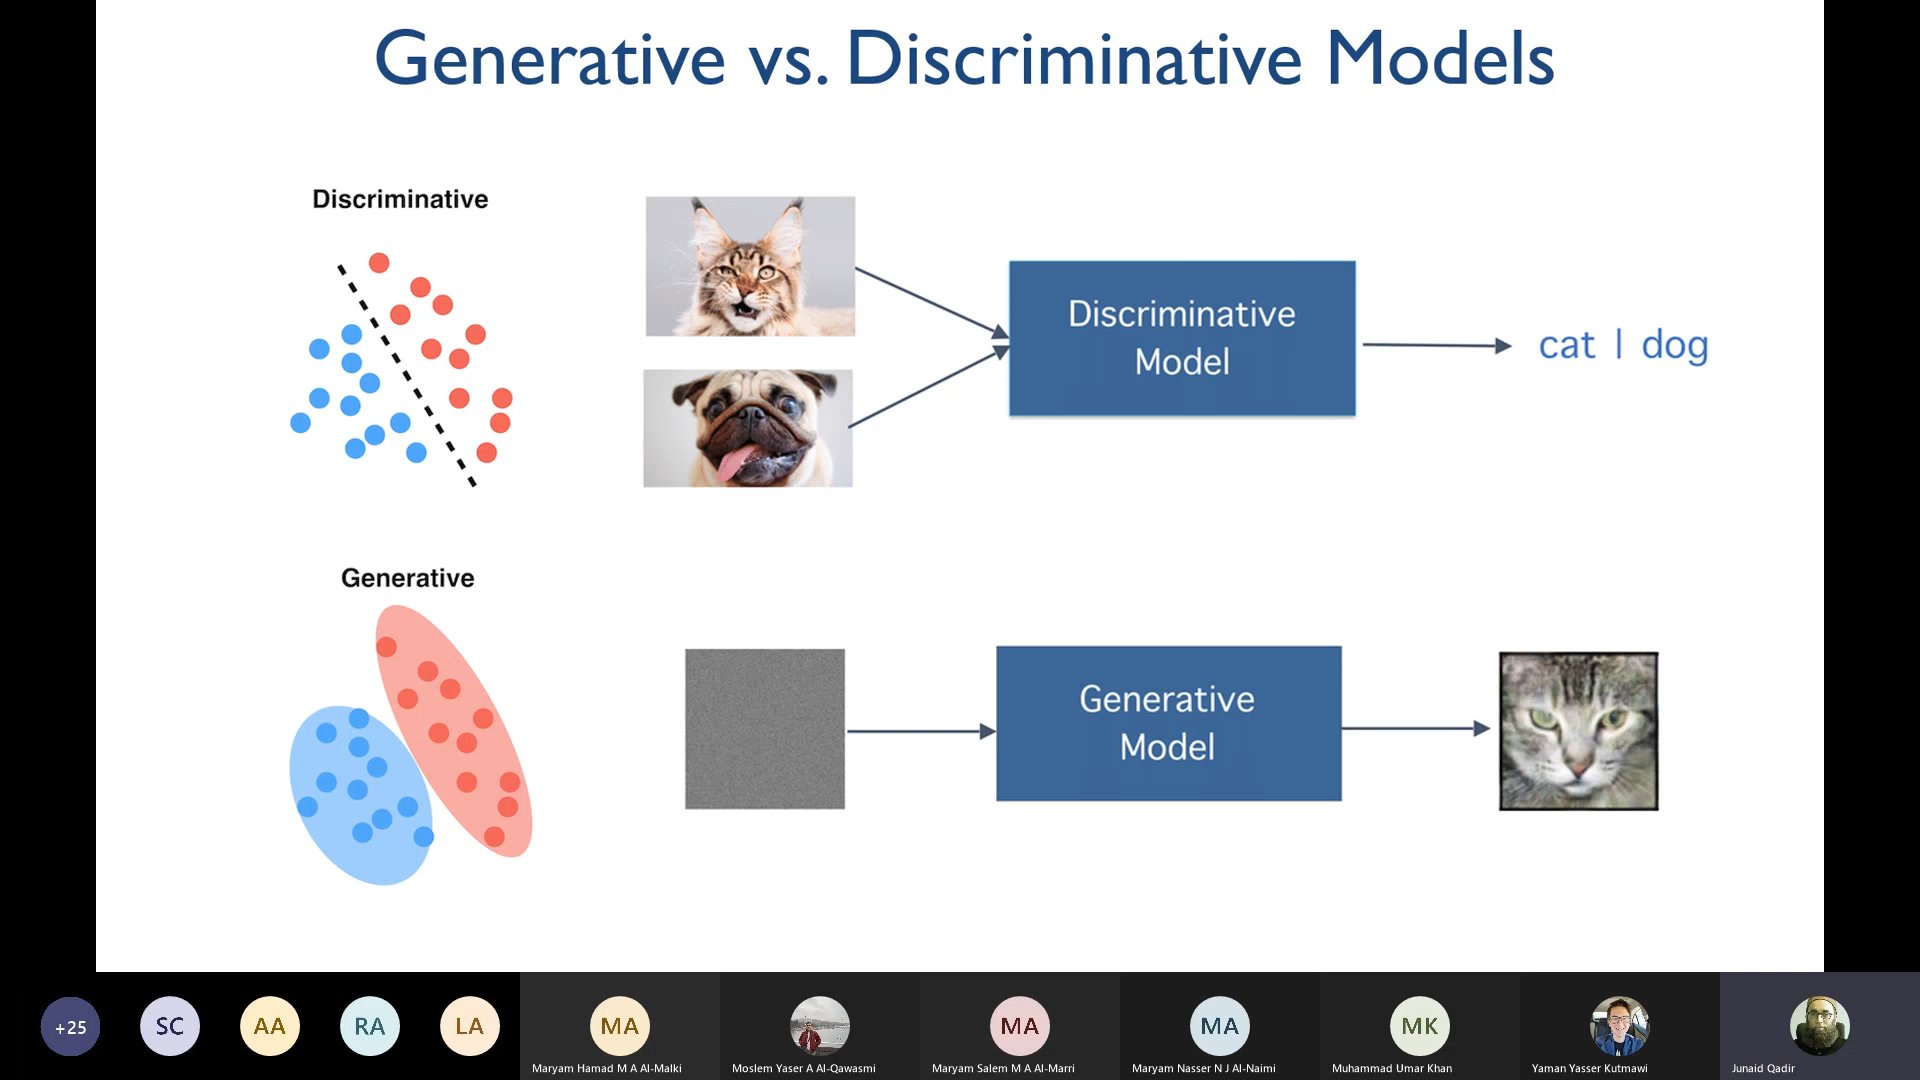 Generative vs. Discriminative Models
Discriminative
Discriminative
Model
cat | dog
Generative
Generative
Model
+25
SC
AA
RA
LA
MA
MA
MA
MK
Maryam Hamad M A Al-Malki
Moslem Yaser A Al-Qawasmi
Maryam Salem M A Al-Marri
Maryam Nasser N J Al-Naimi
Muhammad Umar Khan
Yaman Yasser Kutmawi
Junaid Qadir